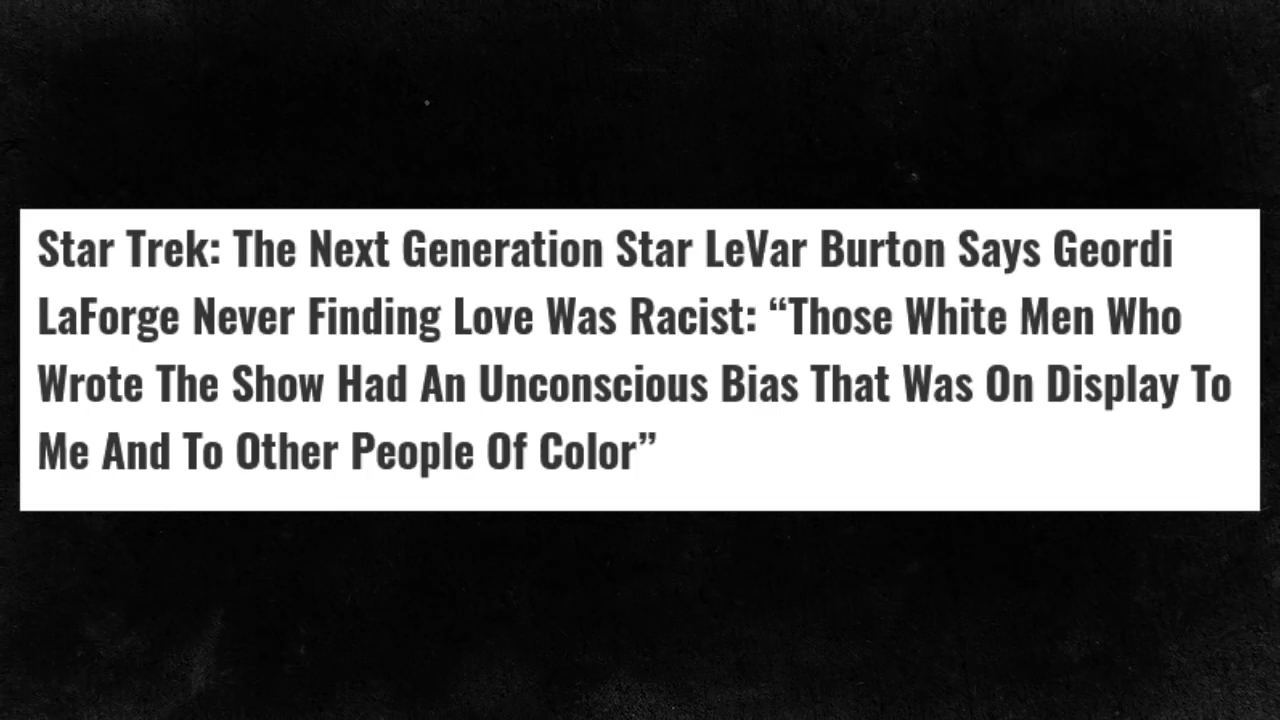 Star Trek: The Next Generation Star LeVar Burton Says Geordi
LaForge Never Finding Love Was Racist: “Those White Men Who
Wrote The Show Had An Unconscious Bias That Was On Display To
Me And To Other People Of Color”